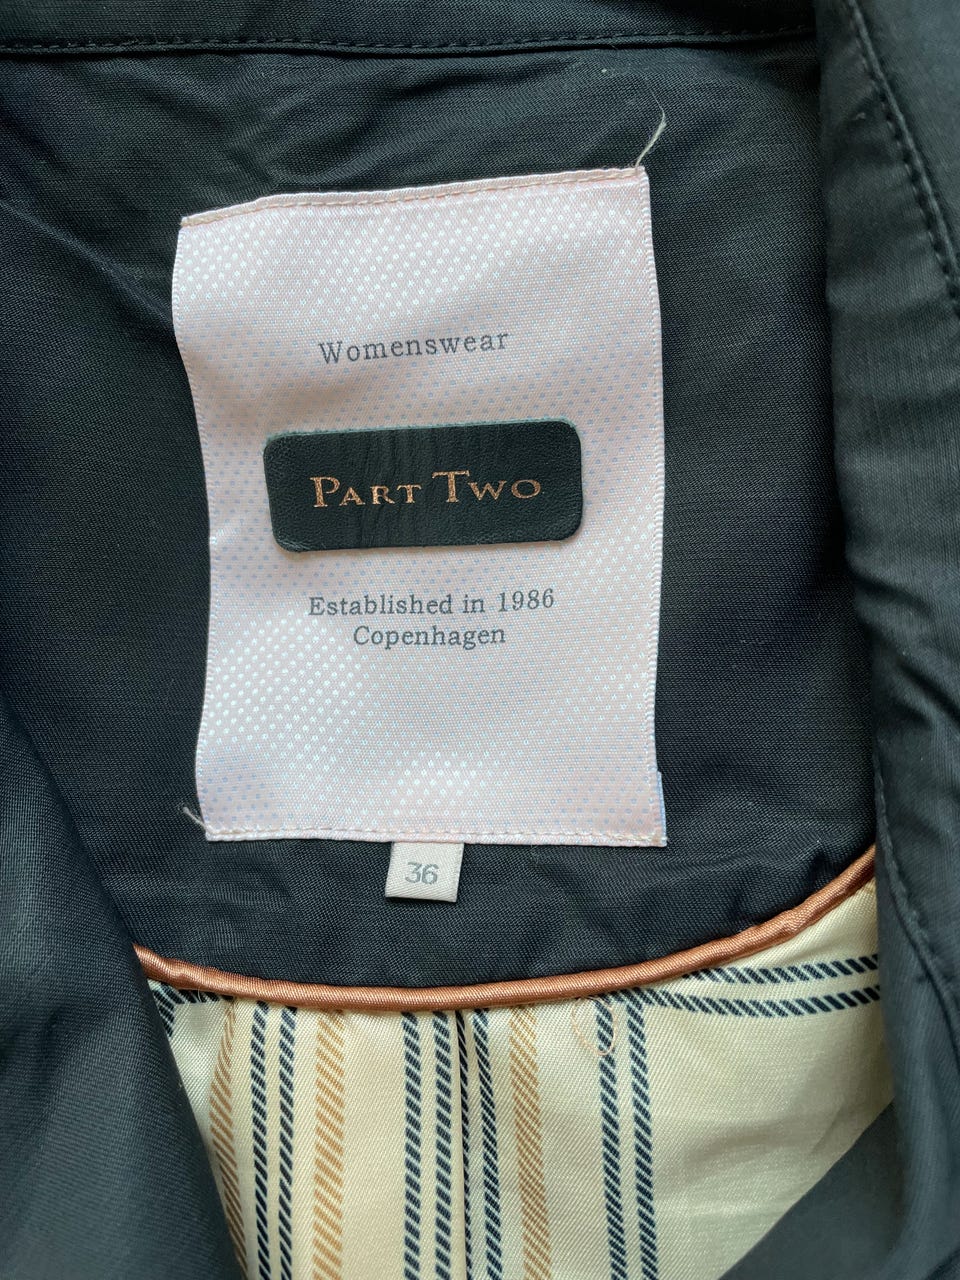 Womenswear
PART TWO
Established in 1986
Copenhagen
36